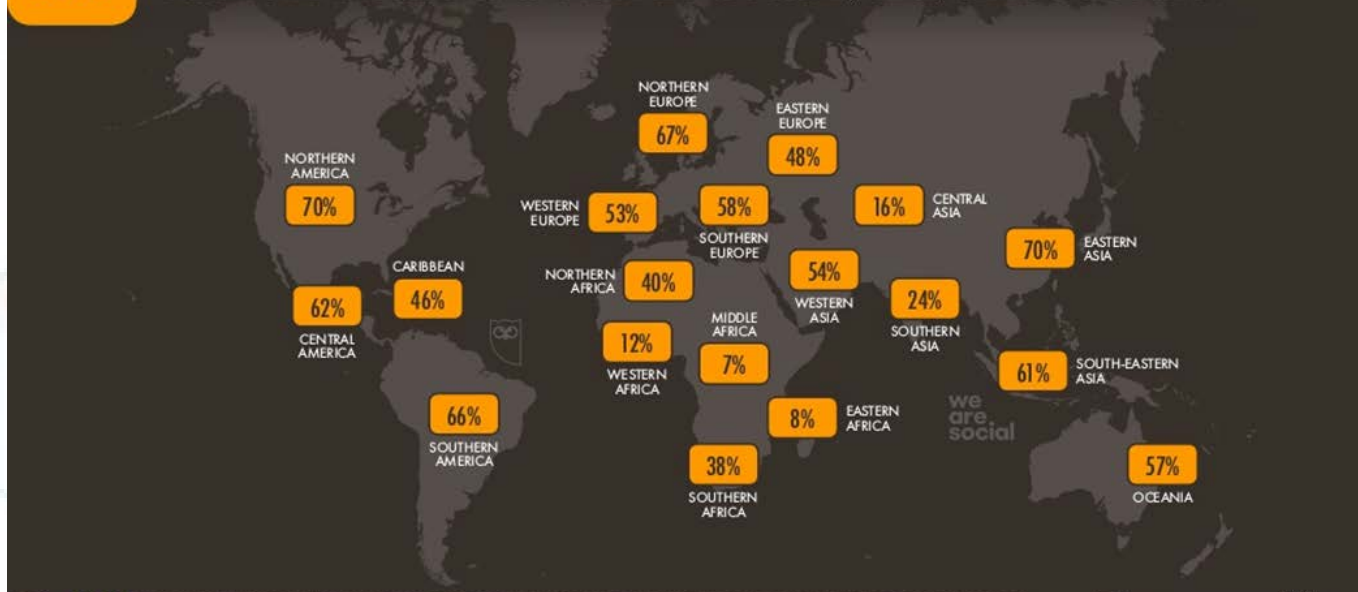 NORTHERN
EUROPE
67%
EASTERN
EUROPE
48%
NORTHERN
AMERICA
70%
WESTERN
EUROPE
53%
58%
SOUTHERN
EUROPE
16%
CENTRAL
ASIA
70%
EASTERN
ASIA
CARIBBEAN
46%
NORTHERN
AFRICA
40%
54%
WESTERN
ASIA
24%
SOUTHERN
ASIA
62%
CENTRAL
AMERICA
12%
WESTERN
AFRICA
MIDDLE
AFRICA
7%
61%
SOUTH-EASTERN
ASIA
we
are
social
66%
SOUTHERN
AMERICA
8%
EASTERN
AFRICA
38%
SOUTHERN
AFRICA
57%
OCEANIA